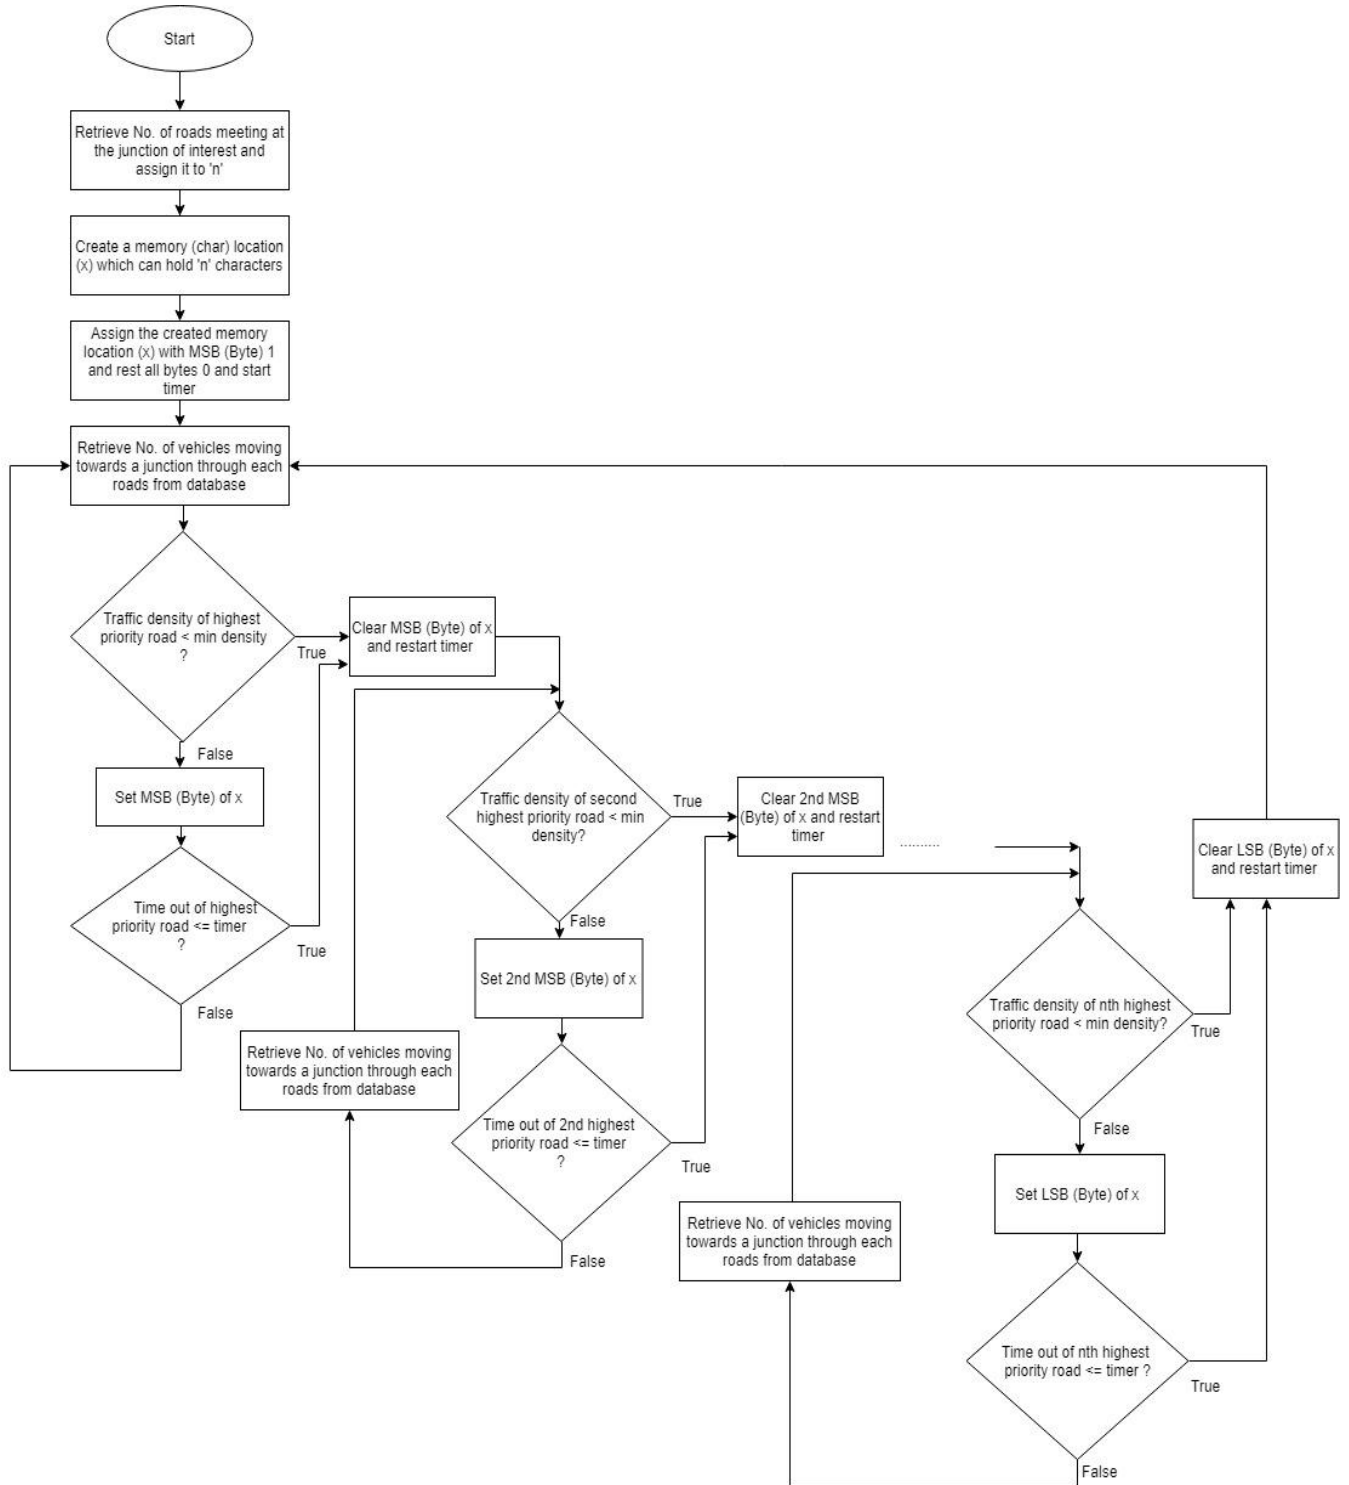 Start
Retrieve No. of roads meeting at
the junction of interest and
assign it to 'n'
Create a memory (char) location
(x) which can hold 'n' characters
Assign the created memory
location (x) with MSB (Byte) 1
and rest all bytes 0 and start
timer
Retrieve No. of vehicles moving
towards a junction through each
roads from database
Traffic density of highest
priority road < min density
?
True
False
Clear MSB (Byte) of x
and restart timer
Set MSB (Byte) of x
Time out of highest
priority road <= timer
?
True
False
Traffic density of second
highest priority road < min
density?
True
False
Clear 2nd MSB
(Byte) of x and restart
timer
..........
Set 2nd MSB (Byte) of x
Retrieve No. of vehicles moving
towards a junction through each
roads from database
Time out of 2nd highest
priority road <= timer
?
True
False
Clear LSB (Byte) of x
and restart timer
Traffic density of nth highest
priority road < min density?
True
False
Set LSB (Byte) of x
Retrieve No. of vehicles moving
towards a junction through each
roads from database
Time out of nth highest
priority road <= timer ?
True
False